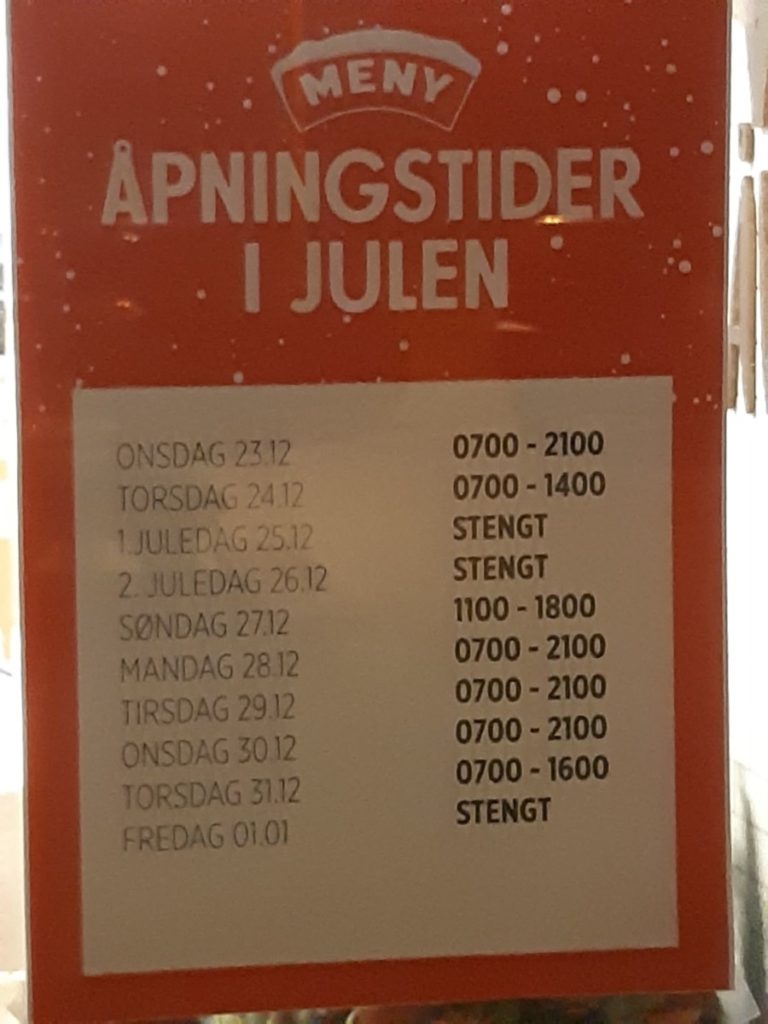 MENY
ÅPNINGSTIDER
I JULEN
ONSDAG 23.12 0700 - 2100
TORSDAG 24.12 0700 - 1400
1.JULEDAG 25.12 STENGT
2. JULEDAG 26.12 STENGT
SØNDAG 27.12 1100 - 1800
MANDAG 28.12 0700 - 2100
TIRSDAG 29.12 0700 - 2100
ONSDAG 30.12 0700 - 2100
TORSDAG 31.12 0700 - 1600
FREDAG 01.01 STENGT